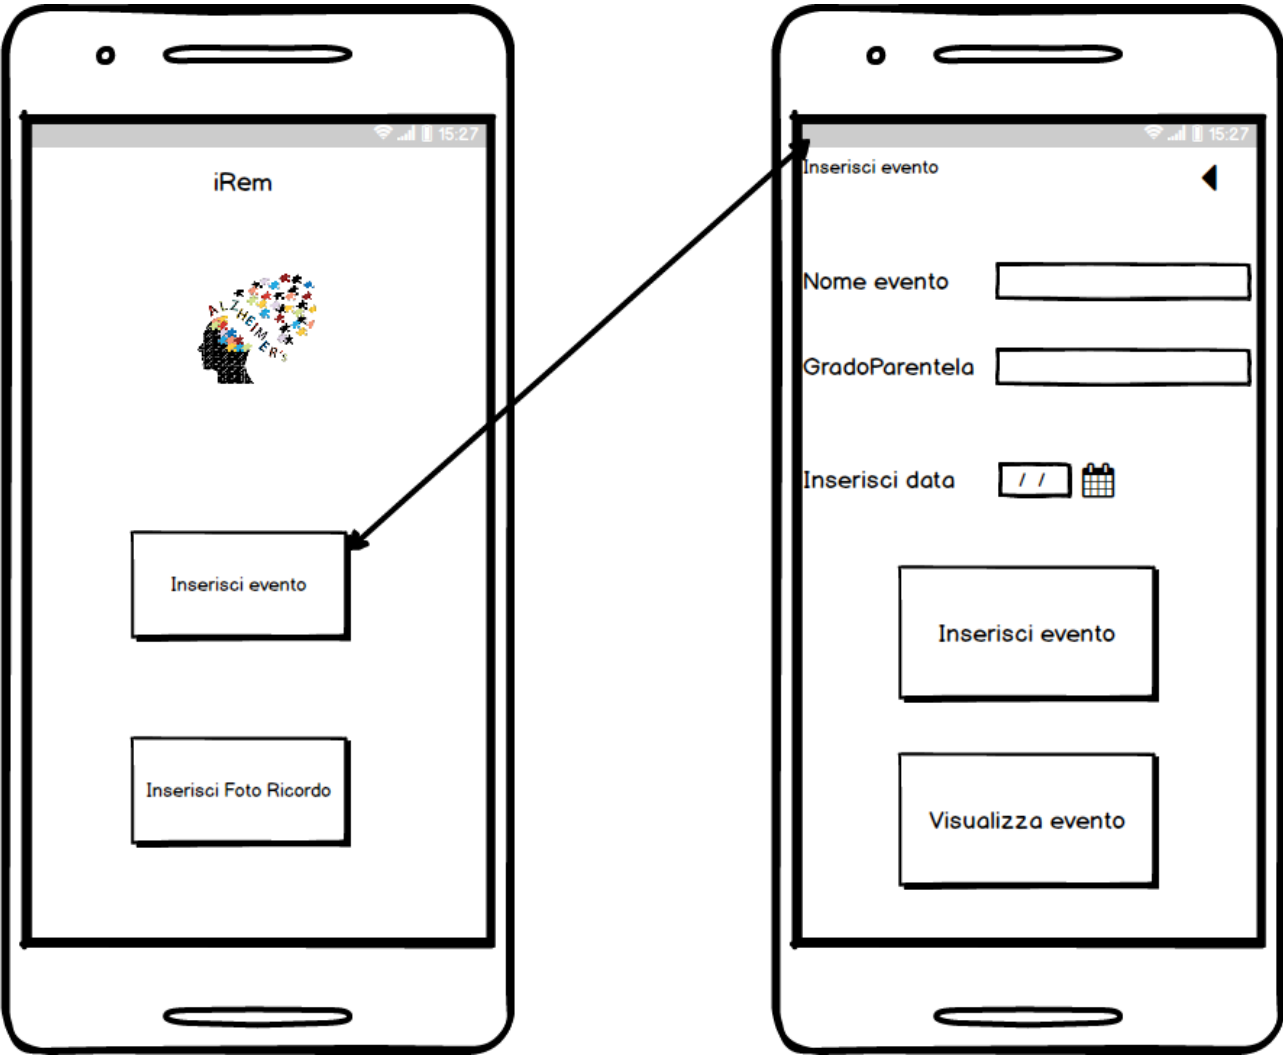 15:27
iRem
ALZHEIMER'S
Inserisci evento
Inserisci Foto Ricordo
15:27
Inserisci evento
Nome evento
GradoParentela
Inserisci data / /
Inserisci evento
Visualizza evento